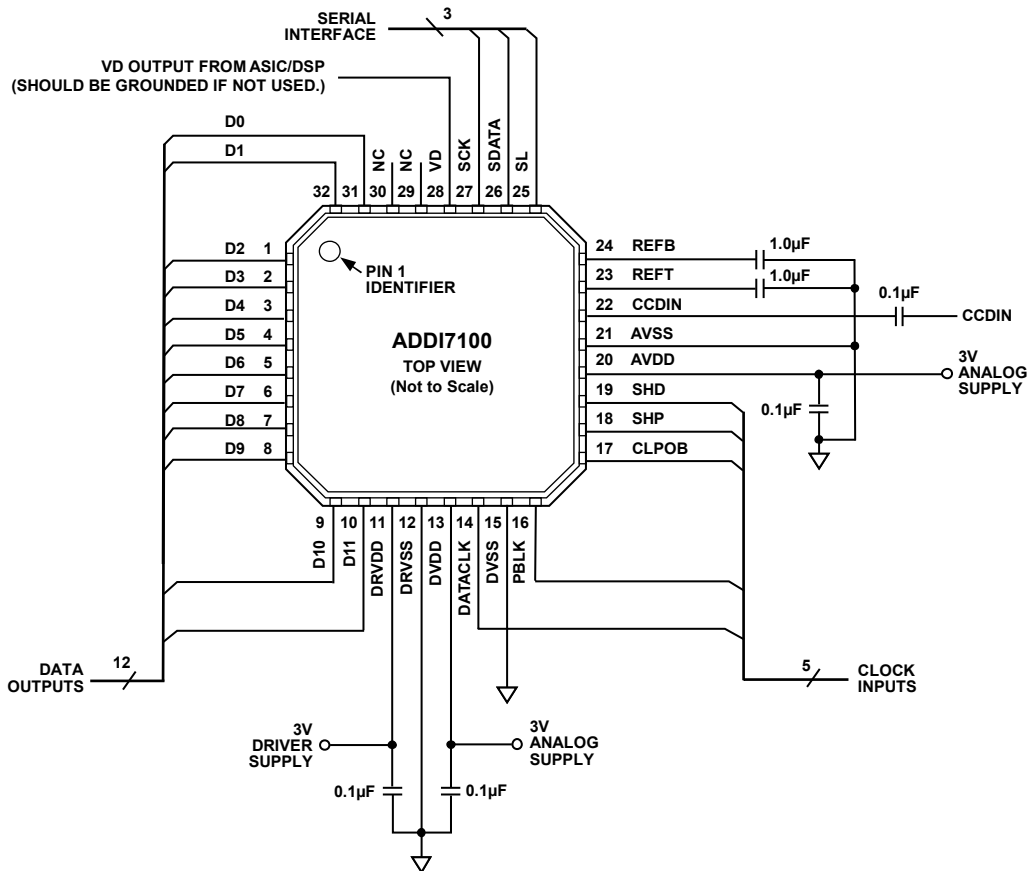 SERIAL
INTERFACE
3
VD OUTPUT FROM ASIC/DSP
(SHOULD BE GROUNDED IF NOT USED.)
D0
D1
NC
NC
VD
SCK
SDATA
SL
32 31 30 29 28 27 26 25
D2 1
D3 2
D4 3
D5 4
D6 5
D7 6
D8 7
D9 8
PIN 1
IDENTIFIER
ADDI7100
TOP VIEW
(Not to Scale)
24 REFB
23 REFT
22 CCDIN
21 AVSS
20 AVDD
19 SHD
18 SHP
17 CLPOB
1.0µF
1.0µF
0.1µF
CCDIN
3V
ANALOG
SUPPLY
0.1µF
9 10 11 12 13 14 15 16
D10
D11
DRVDD
DRVSS
DVDD
DATACLK
DVSS
PBLK
DATA
OUTPUTS
12
5
CLOCK
INPUTS
3V
DRIVER
SUPPLY
3V
ANALOG
SUPPLY
0.1µF
0.1µF